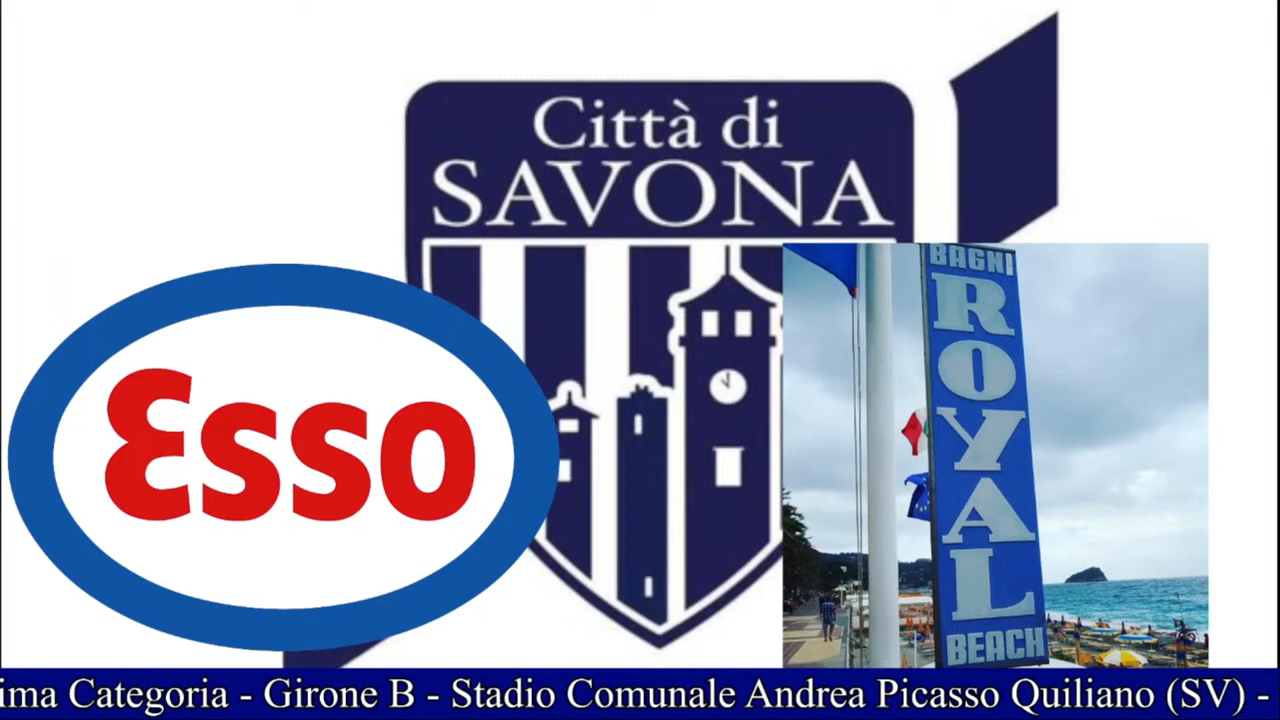 Città di
SAVONA
Esso
BAGNI
ROYAL
BEACH
ima Categoria - Girone B - Stadio Comunale Andrea Picasso Quiliano (SV) -